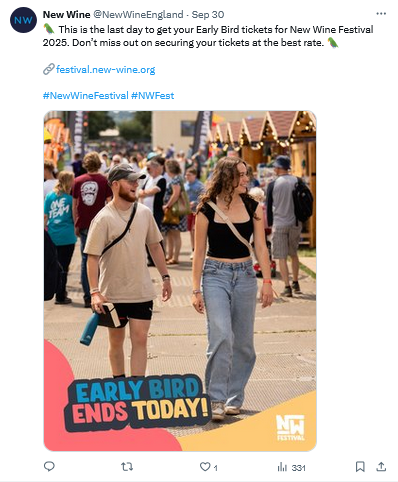 New Wine @NewWineEngland · Sep 30
🦜 This is the last day to get your Early Bird tickets for New Wine Festival
2025. Don't miss out on securing your tickets at the best rate. 🦜
🔗festival.new-wine.org
#NewWineFestival #NWFest
NW
COFFEE BAR
ONE
TEAM
EARLY BIRD
ENDS TODAY!
NW
FESTIVAL
1
331